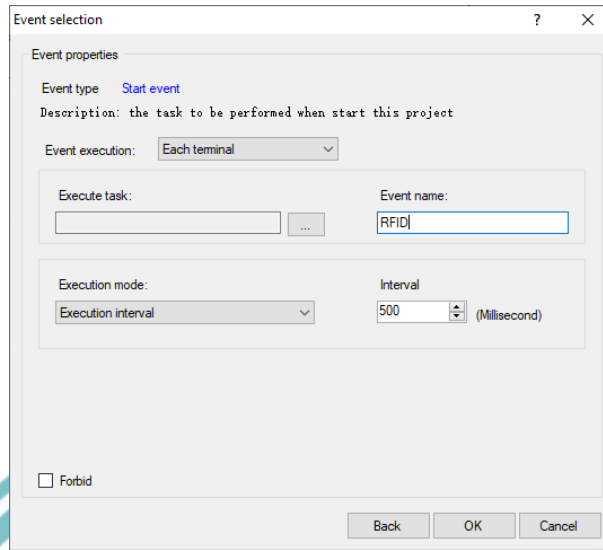 Event selection ? ×
Event properties
Event type Start event
Description: the task to be performed when start this project
Event execution: Each terminal
Execute task: Event name:
... RFID
Execution mode: Interval
Execution interval 500 (Millisecond)
Forbid
Back OK Cancel